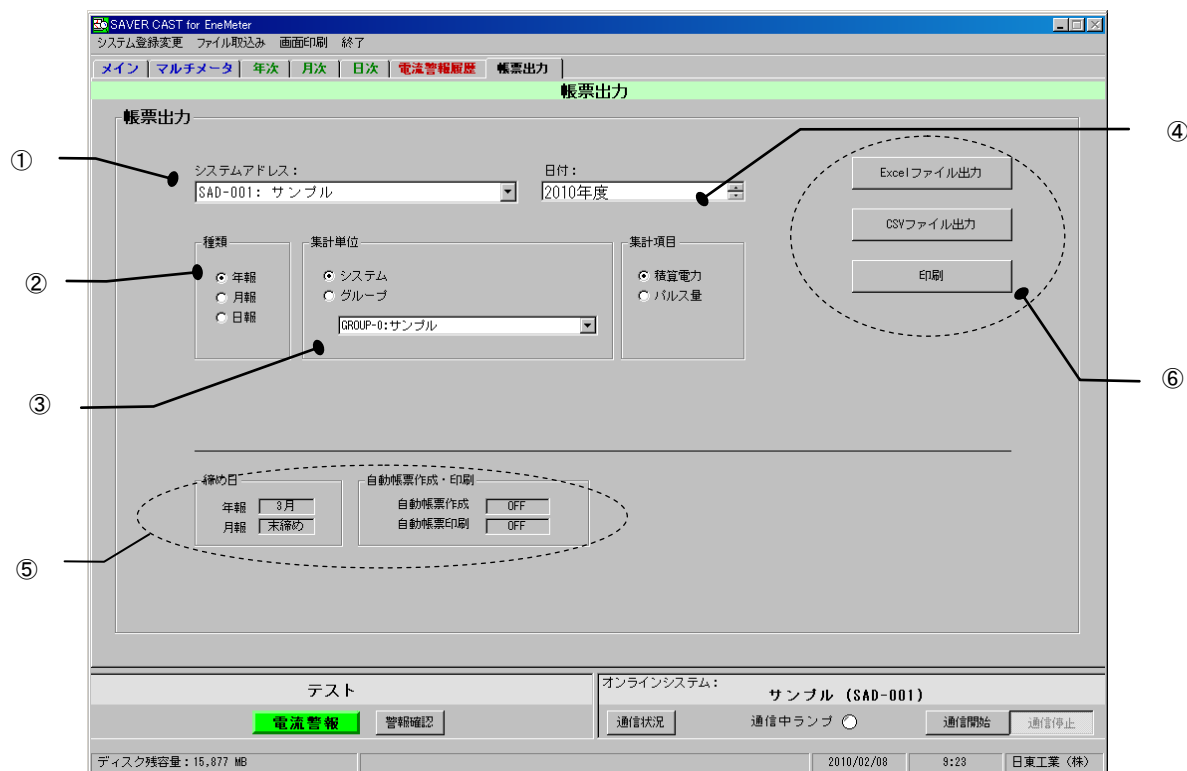 SAVER CAST for EneMeter
システム登録変更 ファイル取込み 画面印刷 終了
メイン マルチメータ 年次 月次 日次 電流警報履歴 帳票出力
帳票出力
帳票出力
①
④
システムアドレス:
SAD-001: サンプル
日付:
2010年度
Excelファイル出力
CSVファイル出力
印刷
②
種類
年報
月報
日報
集計単位
システム
グループ
GROUP-0:サンプル
集計項目
積算電力
パルス量
③
⑥
締め日
年報 3月
月報 末締め
自動帳票作成・印刷
自動帳票作成 OFF
自動帳票印刷 OFF
⑤
テスト
電流警報 警報確認
オンラインシステム:
サンプル (SAD-001)
通信状況 通信中ランプ 通信開始 通信停止
ディスク残容量:15,877 MB 2010/02/08 9:23 日東工業(株)